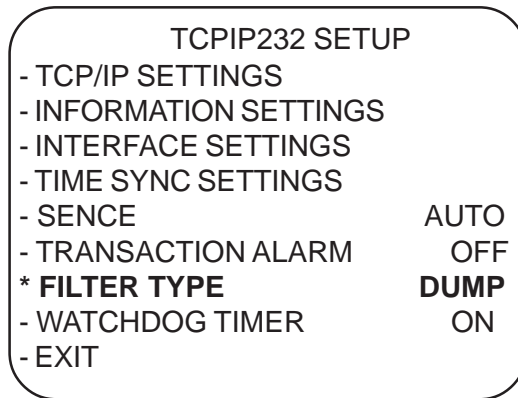 TCPIP232 SETUP
- TCP/IP SETTINGS
- INFORMATION SETTINGS
- INTERFACE SETTINGS
- TIME SYNC SETTINGS
- SENCE AUTO
- TRANSACTION ALARM OFF
* FILTER TYPE DUMP
- WATCHDOG TIMER ON
- EXIT